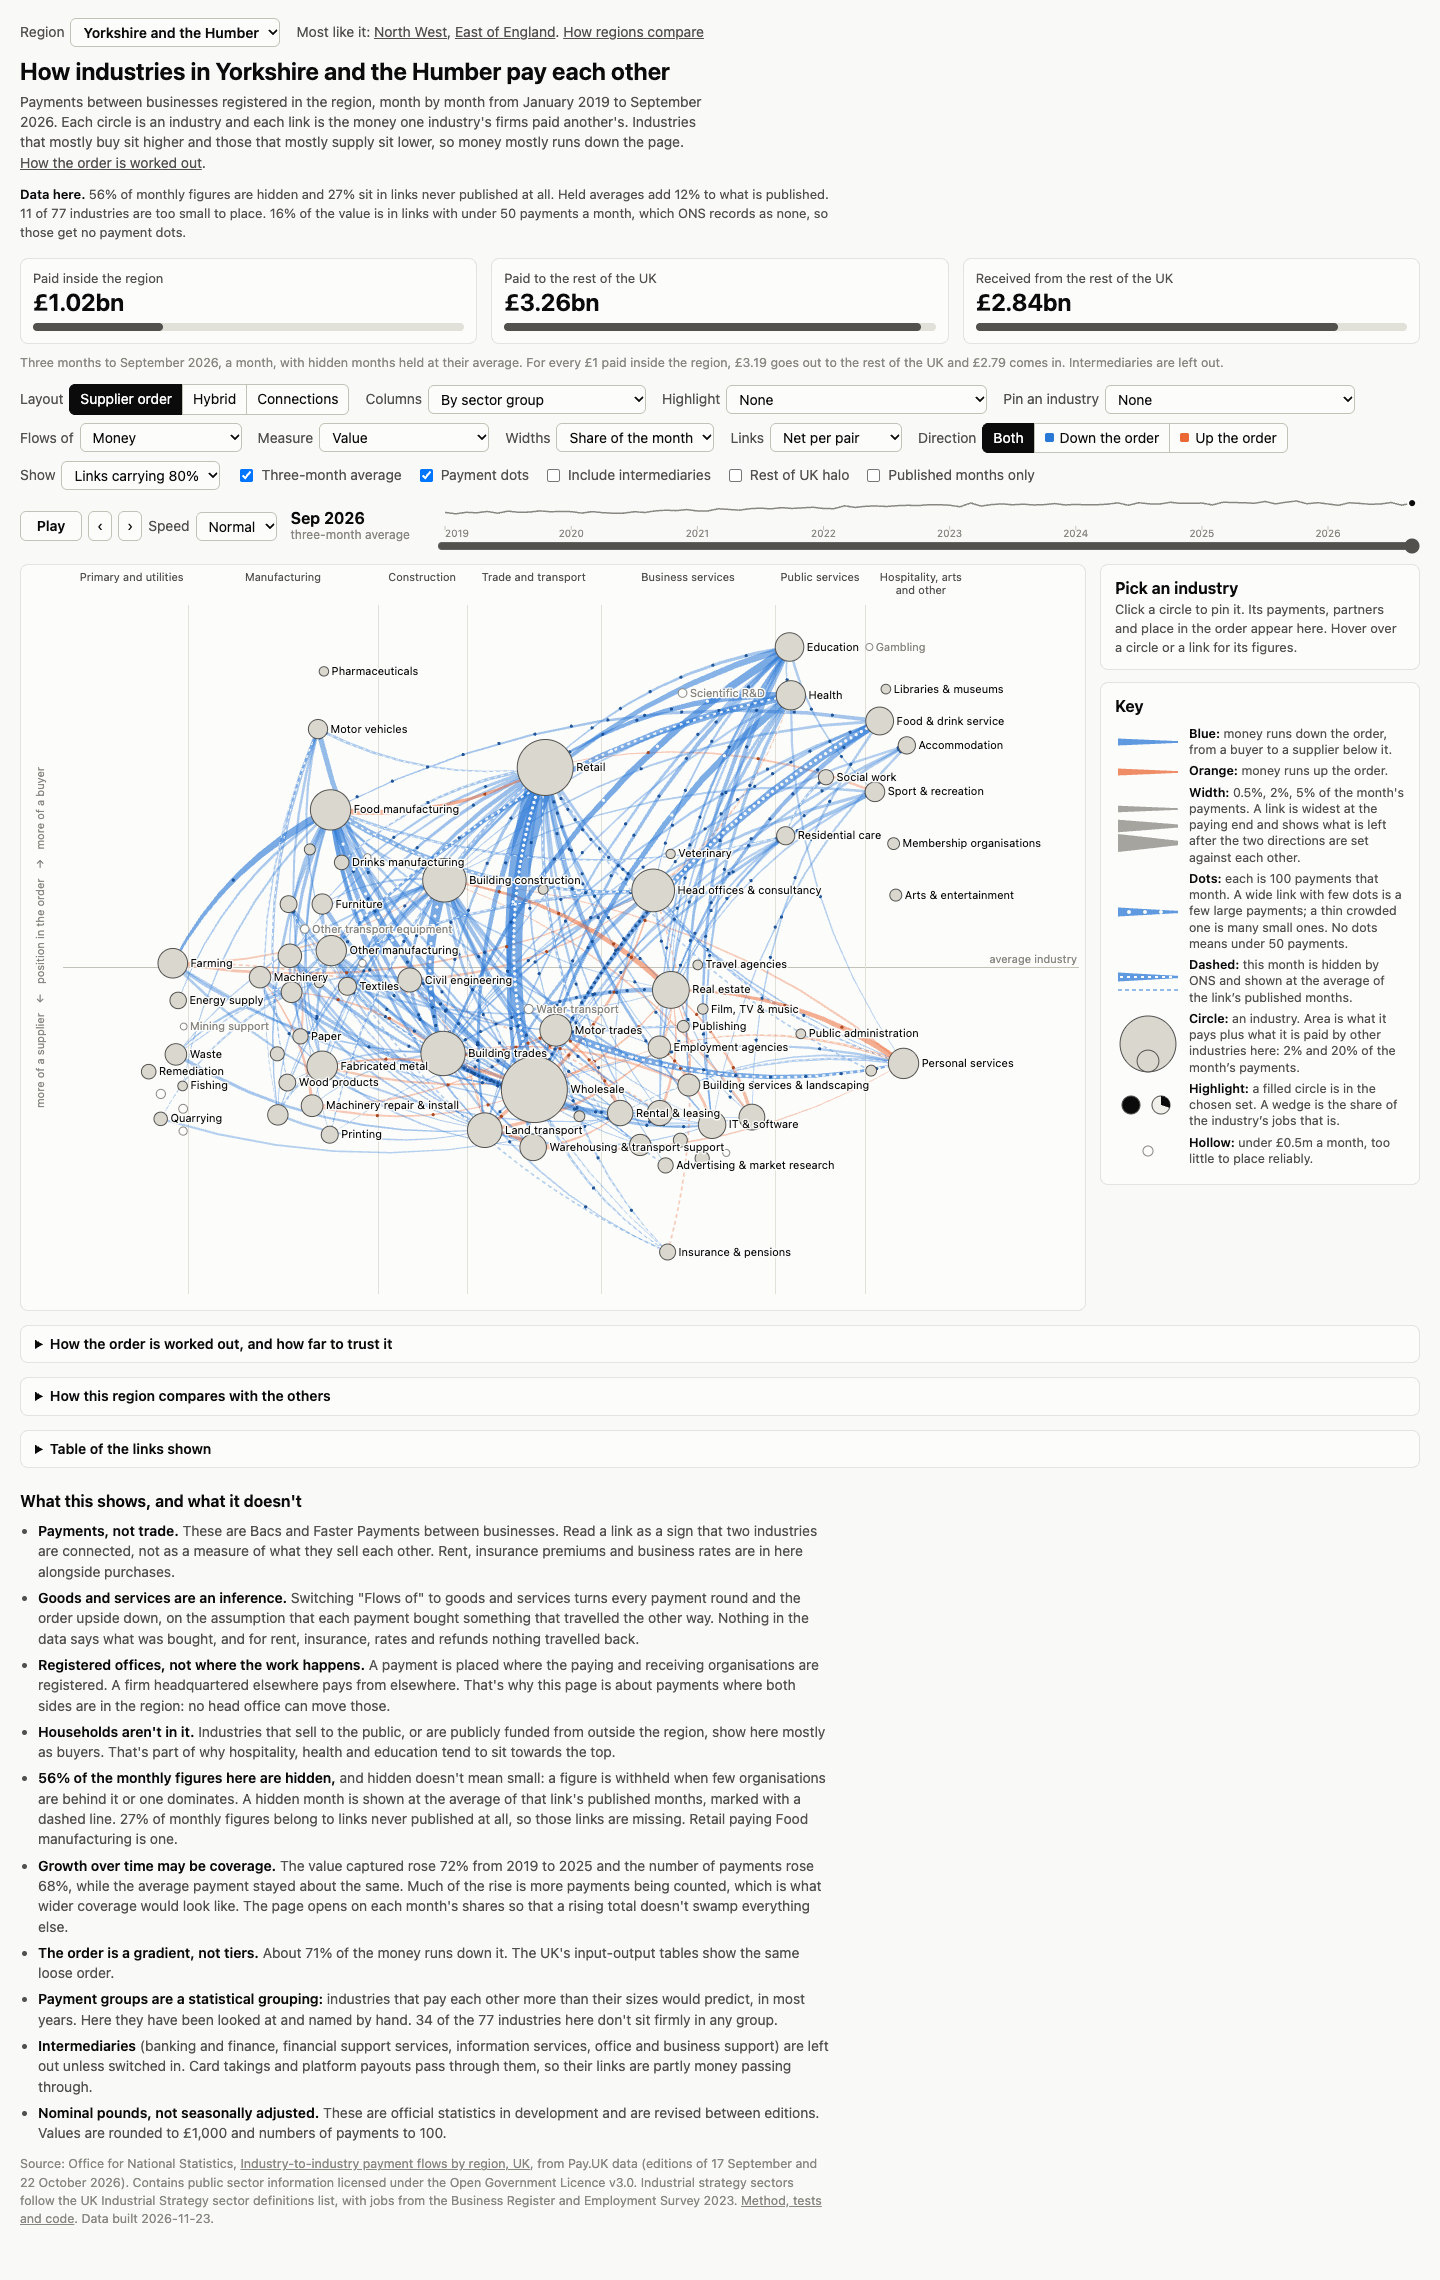 Region Yorkshire and the Humber Most like it: North West, East of England. How regions compare
How industries in Yorkshire and the Humber pay each other
Payments between businesses registered in the region, month by month from January 2019 to September
2026. Each circle is an industry and each link is the money one industry's firms paid another's. Industries
that mostly buy sit higher and those that mostly supply sit lower, so money mostly runs down the page.
How the order is worked out.
Data here. 56% of monthly figures are hidden and 27% sit in links never published at all. Held averages add 12% to what is published.
11 of 77 industries are too small to place. 16% of the value is in links with under 50 payments a month, which ONS records as none, so
those get no payment dots.
Paid inside the region
£1.02bn
Paid to the rest of the UK
£3.26bn
Received from the rest of the UK
£2.84bn
Three months to September 2026, a month, with hidden months held at their average. For every £1 paid inside the region, £3.19 goes out to the rest of the UK and £2.79 comes in. Intermediaries are left out.
Layout Supplier order Hybrid Connections Columns By sector group Highlight None Pin an industry None
Flows of Money Measure Value Widths Share of the month Links Net per pair Direction Both Down the order Up the order
Show Links carrying 80% Three-month average Payment dots Include intermediaries Rest of UK halo Published months only
Play ‹ › Speed Normal Sep 2026
three-month average
2019 2020 2021 2022 2023 2024 2025 2026
Primary and utilities Manufacturing Construction Trade and transport Business services Public services Hospitality, arts
and other
more of a supplier ← position in the order → more of a buyer
Education
Gambling
Pharmaceuticals
Scientific R&D
Health
Libraries & museums
Food & drink service
Motor vehicles
Accommodation
Retail
Social work
Sport & recreation
Food manufacturing
Residential care
Membership organisations
Veterinary
Drinks manufacturing
Building construction
Head offices & consultancy
Arts & entertainment
Furniture
Other transport equipment
Other manufacturing
average industry
Farming
Travel agencies
Machinery
Civil engineering
Textiles
Real estate
Energy supply
Water transport
Film, TV & music
Mining support
Publishing
Motor trades
Public administration
Paper
Employment agencies
Waste
Building trades
Personal services
Fabricated metal
Remediation
Wood products
Fishing
Building services & landscaping
Wholesale
Machinery repair & install
Rental & leasing
Quarrying
IT & software
Land transport
Printing
Warehousing & transport support
Advertising & market research
Insurance & pensions
Pick an industry
Click a circle to pin it. Its payments, partners
and place in the order appear here. Hover over
a circle or a link for its figures.
Key
Blue: money runs down the order,
from a buyer to a supplier below it.
Orange: money runs up the order.
Width: 0.5%, 2%, 5% of the month's
payments. A link is widest at the
paying end and shows what is left
after the two directions are set
against each other.
Dots: each is 100 payments that
month. A wide link with few dots is a
few large payments; a thin crowded
one is many small ones. No dots
means under 50 payments.
Dashed: this month is hidden by
ONS and shown at the average of
the link's published months.
Circle: an industry. Area is what it
pays plus what it is paid by other
industries here: 2% and 20% of the
month's payments.
Highlight: a filled circle is in the
chosen set. A wedge is the share of
the industry's jobs that is.
Hollow: under £0.5m a month, too
little to place reliably.
How the order is worked out, and how far to trust it
How this region compares with the others
Table of the links shown
What this shows, and what it doesn't
• Payments, not trade. These are Bacs and Faster Payments between businesses. Read a link as a sign that two industries
are connected, not as a measure of what they sell each other. Rent, insurance premiums and business rates are in here
alongside purchases.
• Goods and services are an inference. Switching "Flows of" to goods and services turns every payment round and the
order upside down, on the assumption that each payment bought something that travelled the other way. Nothing in the
data says what was bought, and for rent, insurance, rates and refunds nothing travelled back.
• Registered offices, not where the work happens. A payment is placed where the paying and receiving organisations are
registered. A firm headquartered elsewhere pays from elsewhere. That's why this page is about payments where both
sides are in the region: no head office can move those.
• Households aren't in it. Industries that sell to the public, or are publicly funded from outside the region, show here mostly
as buyers. That's part of why hospitality, health and education tend to sit towards the top.
• 56% of the monthly figures here are hidden, and hidden doesn't mean small: a figure is withheld when few organisations
are behind it or one dominates. A hidden month is shown at the average of that link's published months, marked with a
dashed line. 27% of monthly figures belong to links never published at all, so those links are missing. Retail paying Food
manufacturing is one.
• Growth over time may be coverage. The value captured rose 72% from 2019 to 2025 and the number of payments rose
68%, while the average payment stayed about the same. Much of the rise is more payments being counted, which is what
wider coverage would look like. The page opens on each month's shares so that a rising total doesn't swamp everything
else.
• The order is a gradient, not tiers. About 71% of the money runs down it. The UK's input-output tables show the same
loose order.
• Payment groups are a statistical grouping: industries that pay each other more than their sizes would predict, in most
years. Here they have been looked at and named by hand. 34 of the 77 industries here don't sit firmly in any group.
• Intermediaries (banking and finance, financial support services, information services, office and business support) are left
out unless switched in. Card takings and platform payouts pass through them, so their links are partly money passing
through.
• Nominal pounds, not seasonally adjusted. These are official statistics in development and are revised between editions.
Values are rounded to £1,000 and numbers of payments to 100.
Source: Office for National Statistics, Industry-to-industry payment flows by region, UK, from Pay.UK data (editions of 17 September and
22 October 2026). Contains public sector information licensed under the Open Government Licence v3.0. Industrial strategy sectors
follow the UK Industrial Strategy sector definitions list, with jobs from the Business Register and Employment Survey 2023. Method, tests
and code. Data built 2026-11-23.